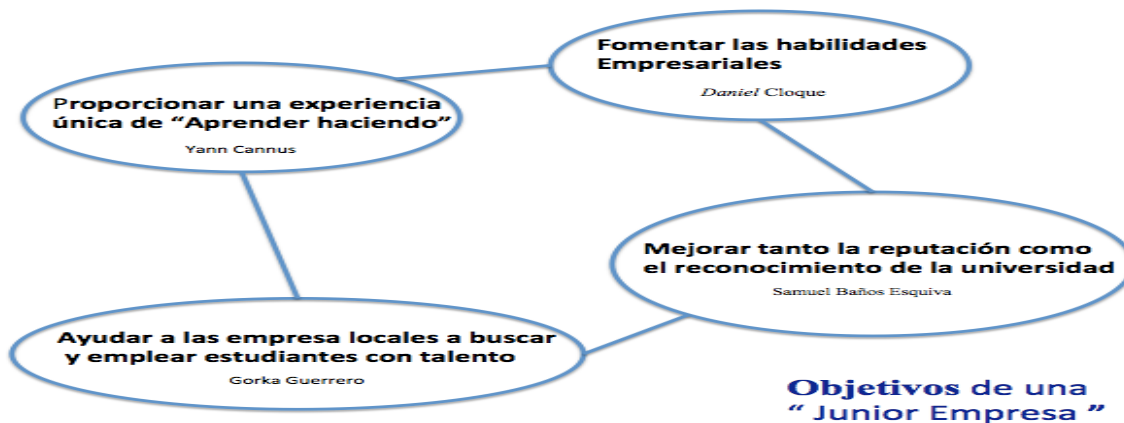 Fomentar las habilidades
Empresariales
Daniel Cloque
Proporcionar una experiencia
única de “Aprender haciendo”
Yann Cannus
Mejorar tanto la reputación como
el reconocimiento de la universidad
Samuel Baños Esquiva
Ayudar a las empresa locales a buscar
y emplear estudiantes con talento
Gorka Guerrero
Objetivos de una
“ Junior Empresa ”